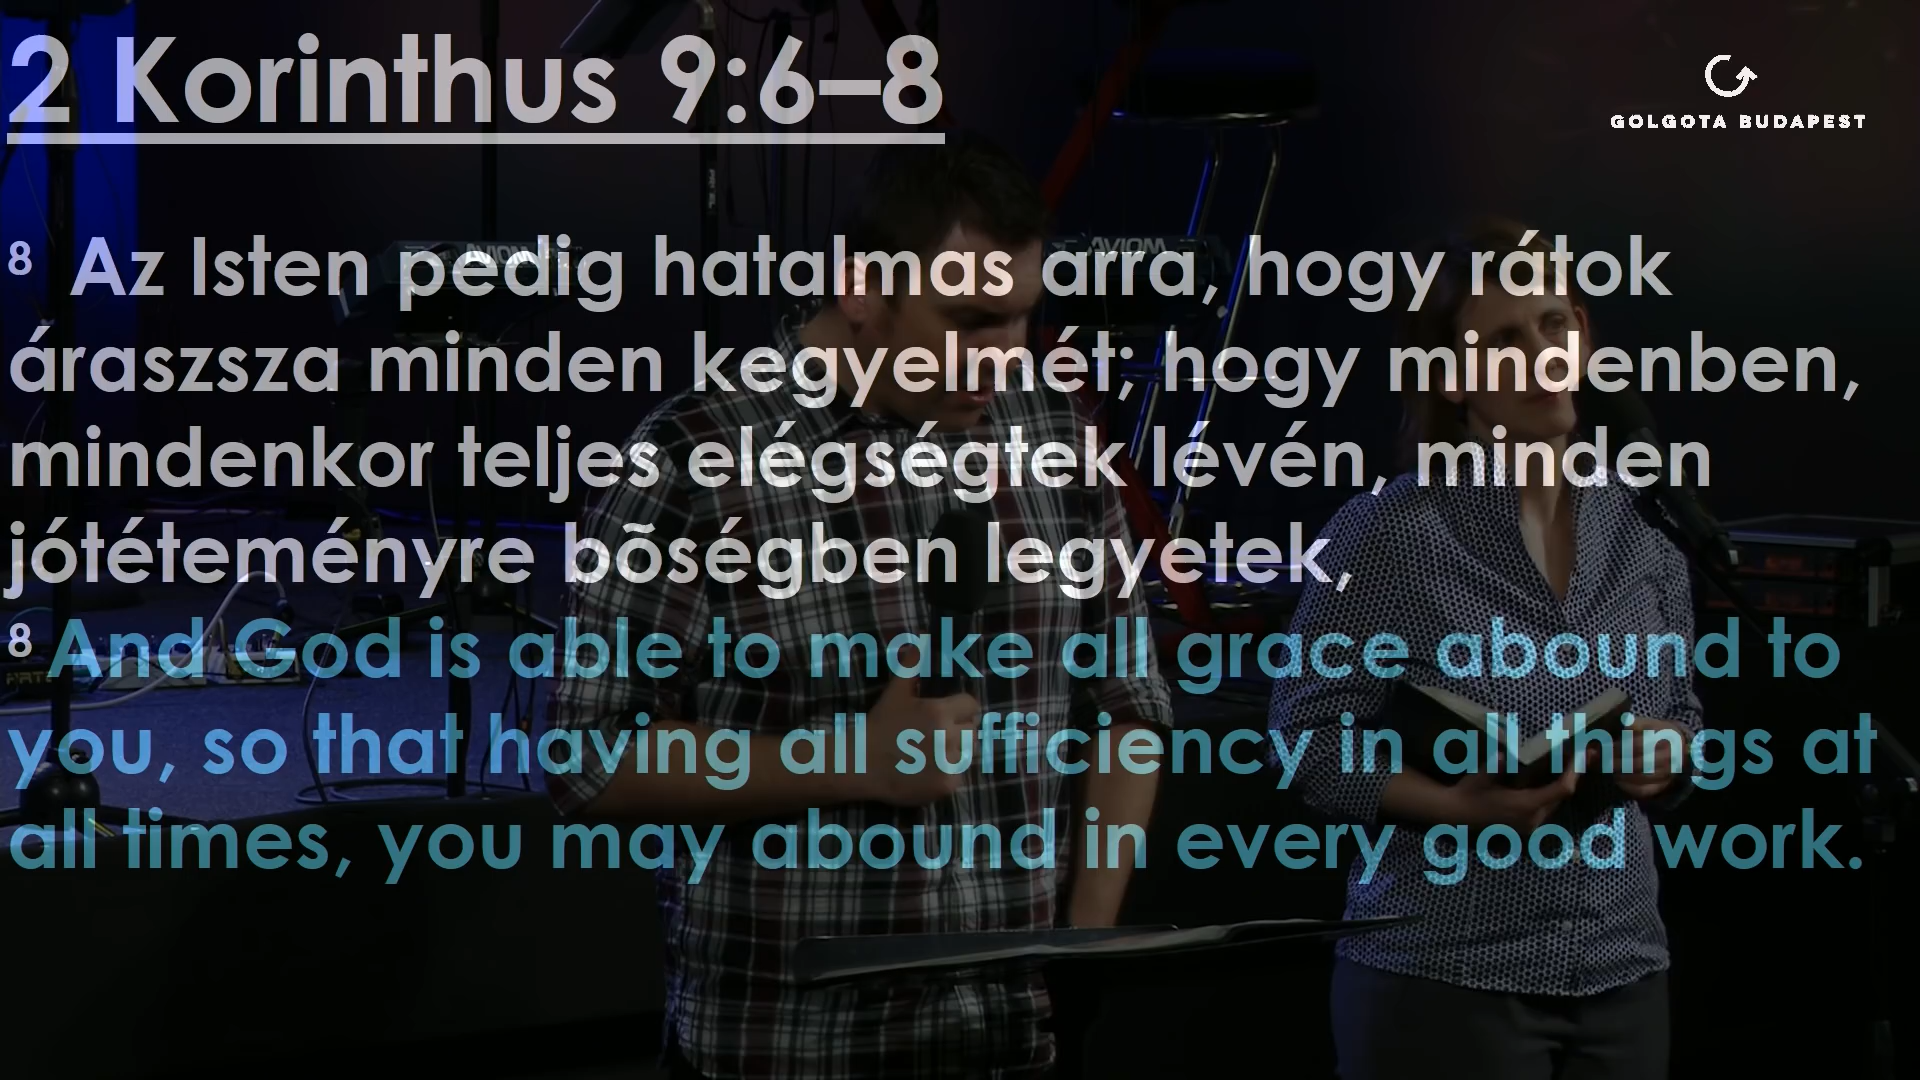 2 Korinthus 9:6–8
GOLGOTA BUDAPEST
AVIOM
AVIOM
8 Az Isten pedig hatalmas arra, hogy rátok
áraszsza minden kegyelmét; hogy mindenben,
mindenkor teljes elégségtek lévén, minden
jótéteményre bõségben legyetek,
8 And God is able to make all grace abound to
you, so that having all sufficiency in all things at
all times, you may abound in every good work.